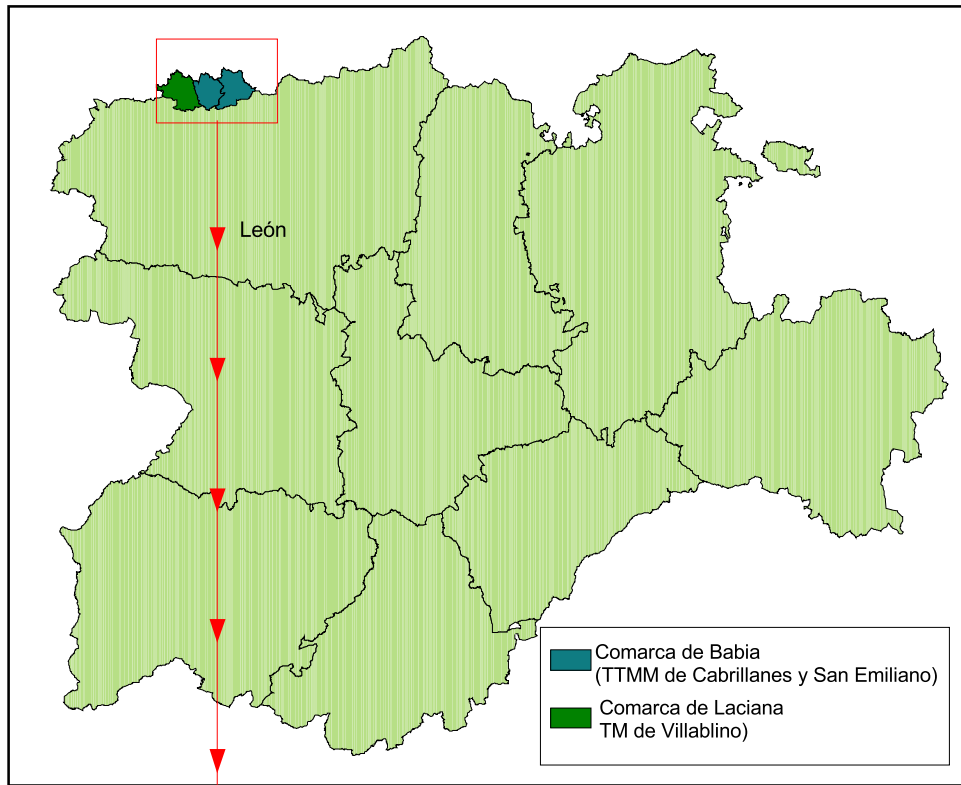 León
Comarca de Babia
(TTMM de Cabrillanes y San Emiliano)
Comarca de Laciana
TM de Villablino)